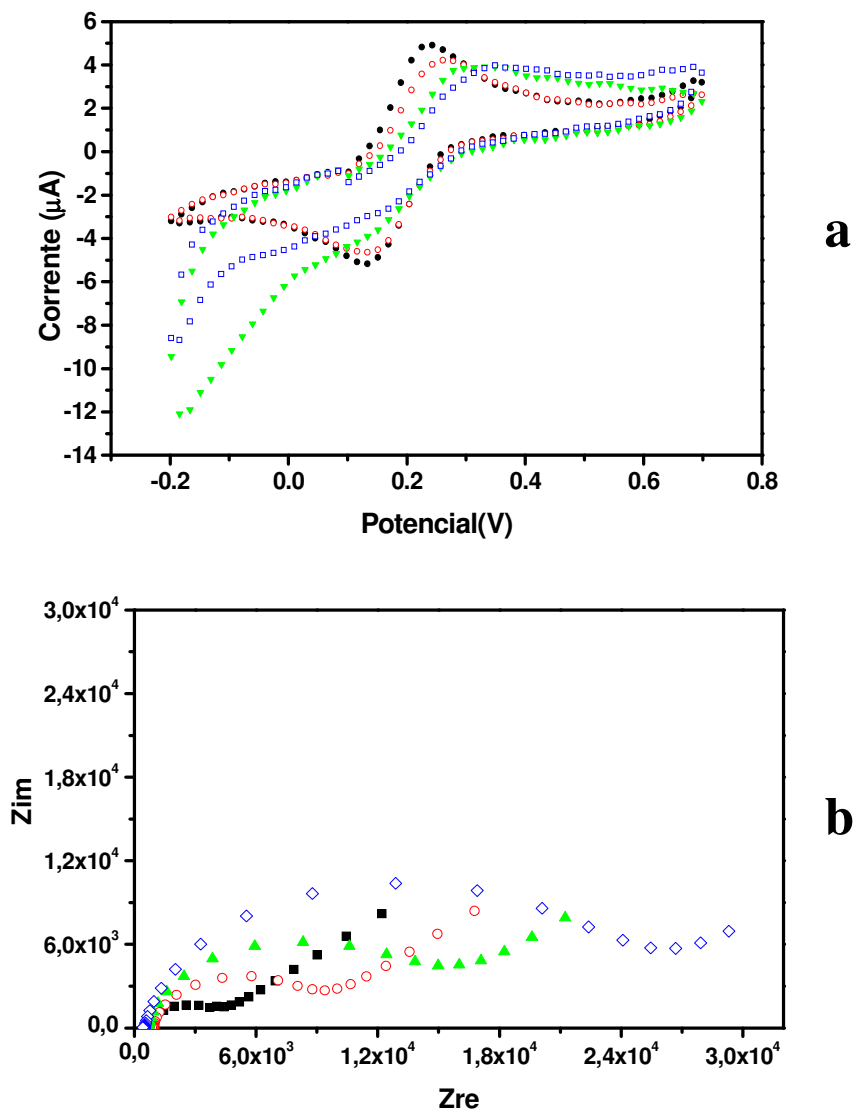 6
4
2
0
-2
-4
-6
-8
-10
-12
-14
Corrente (µA)
-0.2 0.0 0.2 0.4 0.6 0.8
Potencial(V)
a
3,0x10⁴
2,4x10⁴
1,8x10⁴
1,2x10⁴
6,0x10³
0,0
Zim
0,0 6,0x10³ 1,2x10⁴ 1,8x10⁴ 2,4x10⁴ 3,0x10⁴
Zre
b